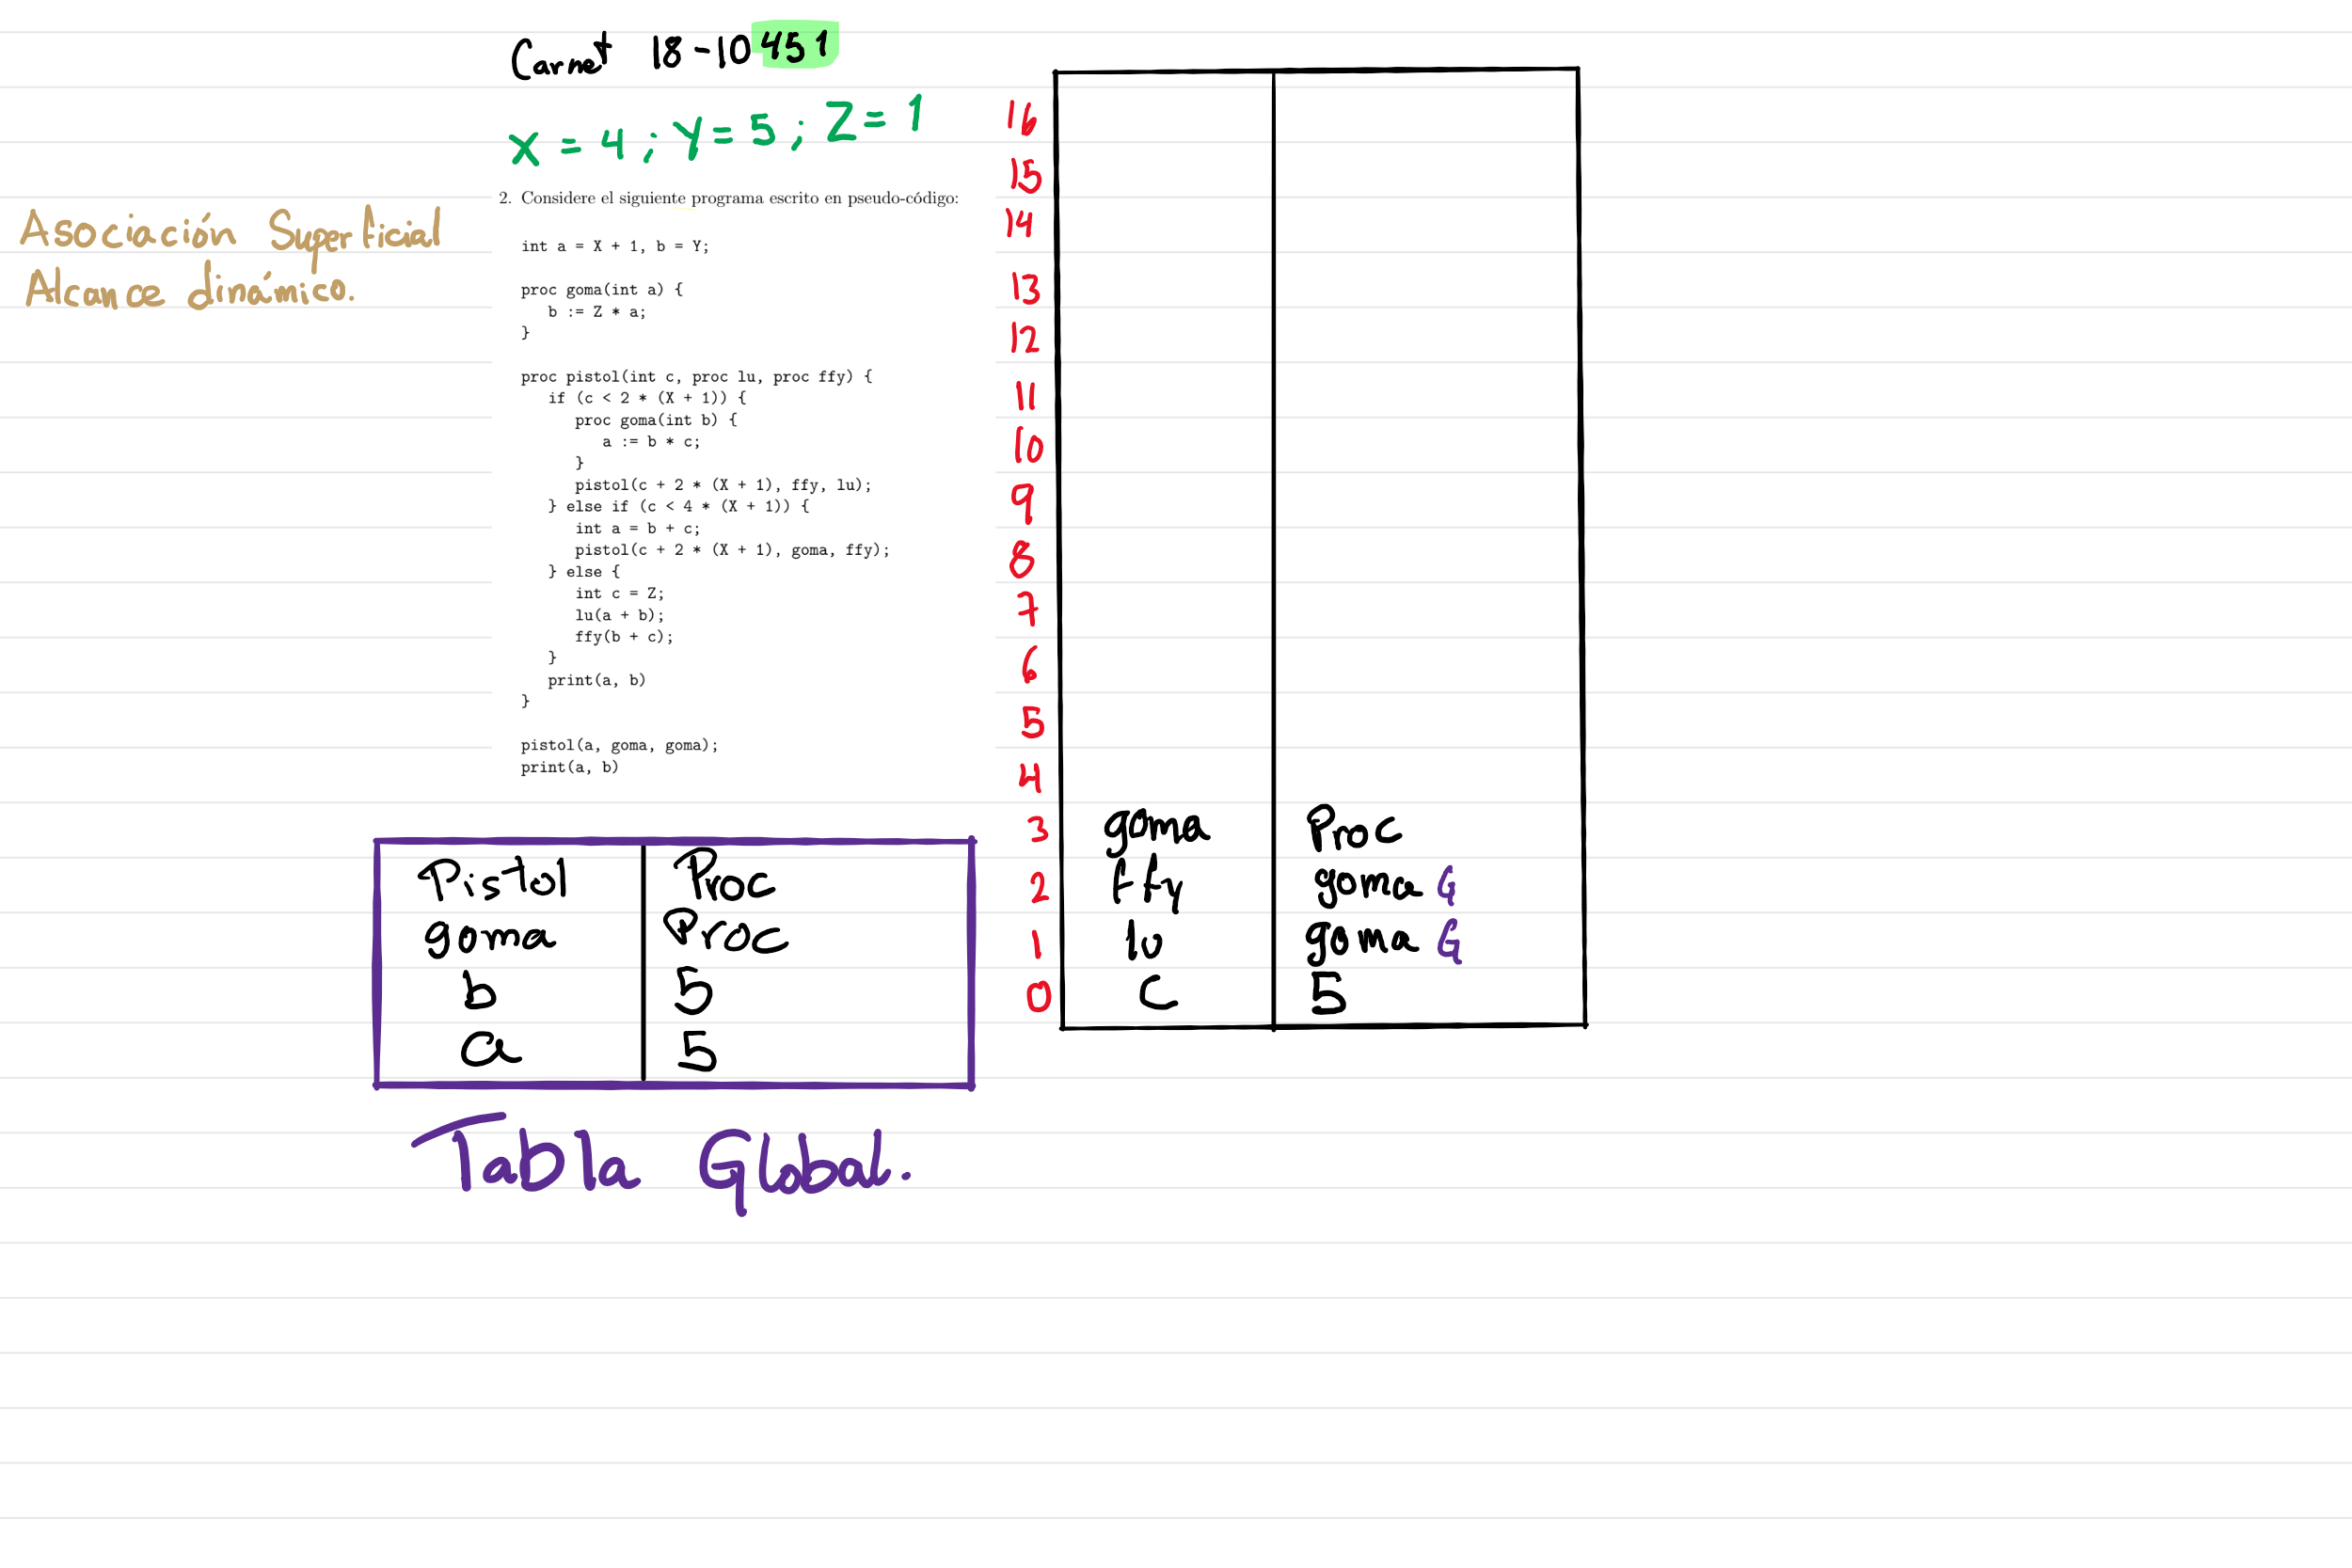 Carnet 18-10451
X = 4 ; Y = 5 ; Z = 1
Asociación Superficial
Alcance dinámico.
2. Considere el siguiente programa escrito en pseudo-código:
int a = X + 1, b = Y;
proc goma(int a) {
b := Z * a;
}
proc pistol(int c, proc lu, proc ffy) {
if (c < 2 * (X + 1)) {
proc goma(int b) {
a := b * c;
}
pistol(c + 2 * (X + 1), ffy, lu);
} else if (c < 4 * (X + 1)) {
int a = b + c;
pistol(c + 2 * (X + 1), goma, ffy);
} else {
int c = Z;
lu(a + b);
ffy(b + c);
}
print(a, b)
}
pistol(a, goma, goma);
print(a, b)
16
15
14
13
12
11
10
9
8
7
6
5
4
3 goma Proc
2 ffy goma G
1 lu goma G
0 c 5
Pistol Proc
goma Proc
b 5
a 5
Tabla Global.